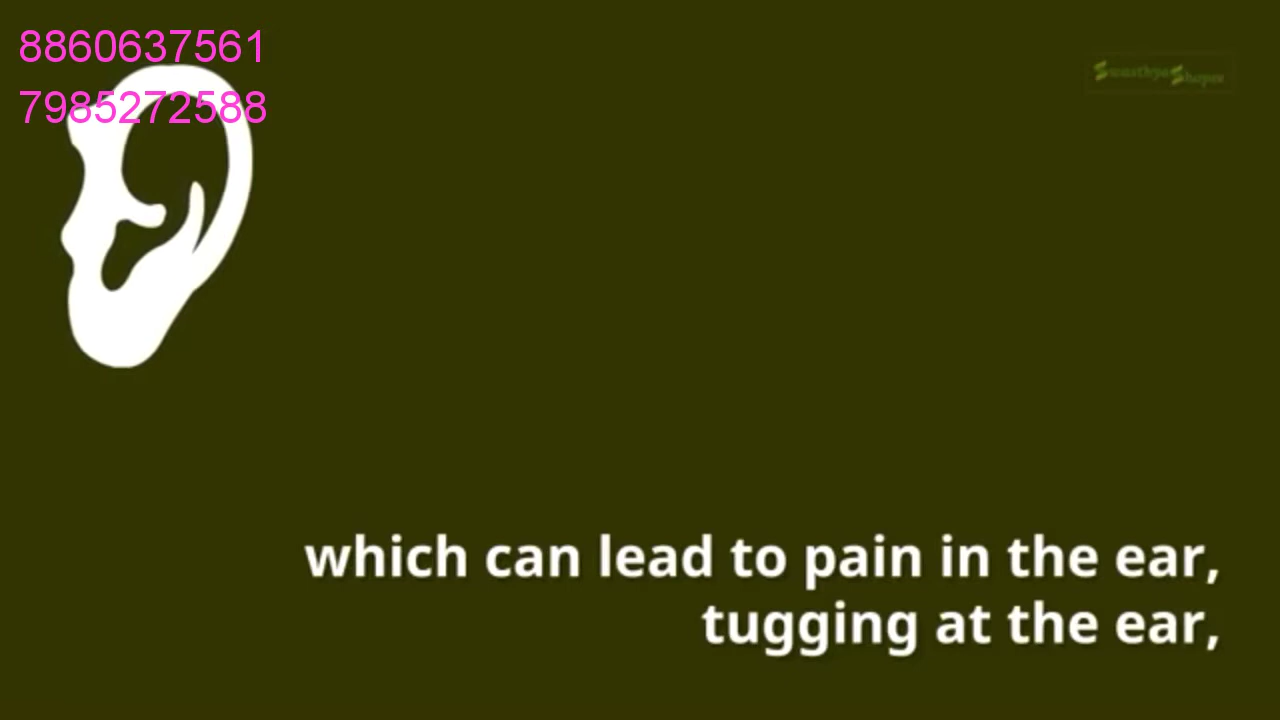 8860637561
7985272588
which can lead to pain in the ear,
tugging at the ear,